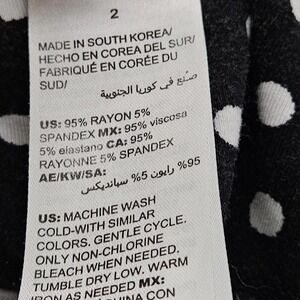 2
MADE IN SOUTH KOREA/
HECHO EN COREA DEL SUR/
FABRIQUÉ EN CORÉE DU
SUD/
صنع في كوريا الجنوبية
US: 95% RAYON 5%
SPANDEX MX: 95% viscosa
5% elastano CA: 95%
RAYONNE 5% SPANDEX
AE/KW/SA:
95% رايون 5% سباندیکس
US: MACHINE WASH
COLD-WITH SIMILAR
COLORS. GENTLE CYCLE.
ONLY NON-CHLORINE
BLEACH WHEN NEEDED.
TUMBLE DRY LOW. WARM
IRON AS NEEDED MX:
CON